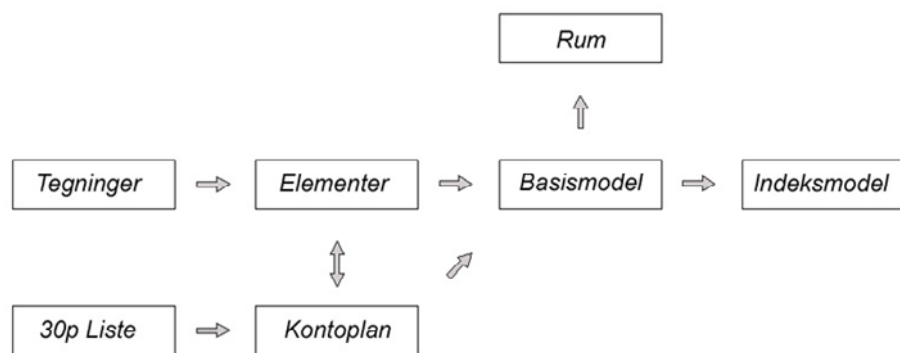 Rum
Tegninger
Elementer
Basismodel
Indeksmodel
30p Liste
Kontoplan